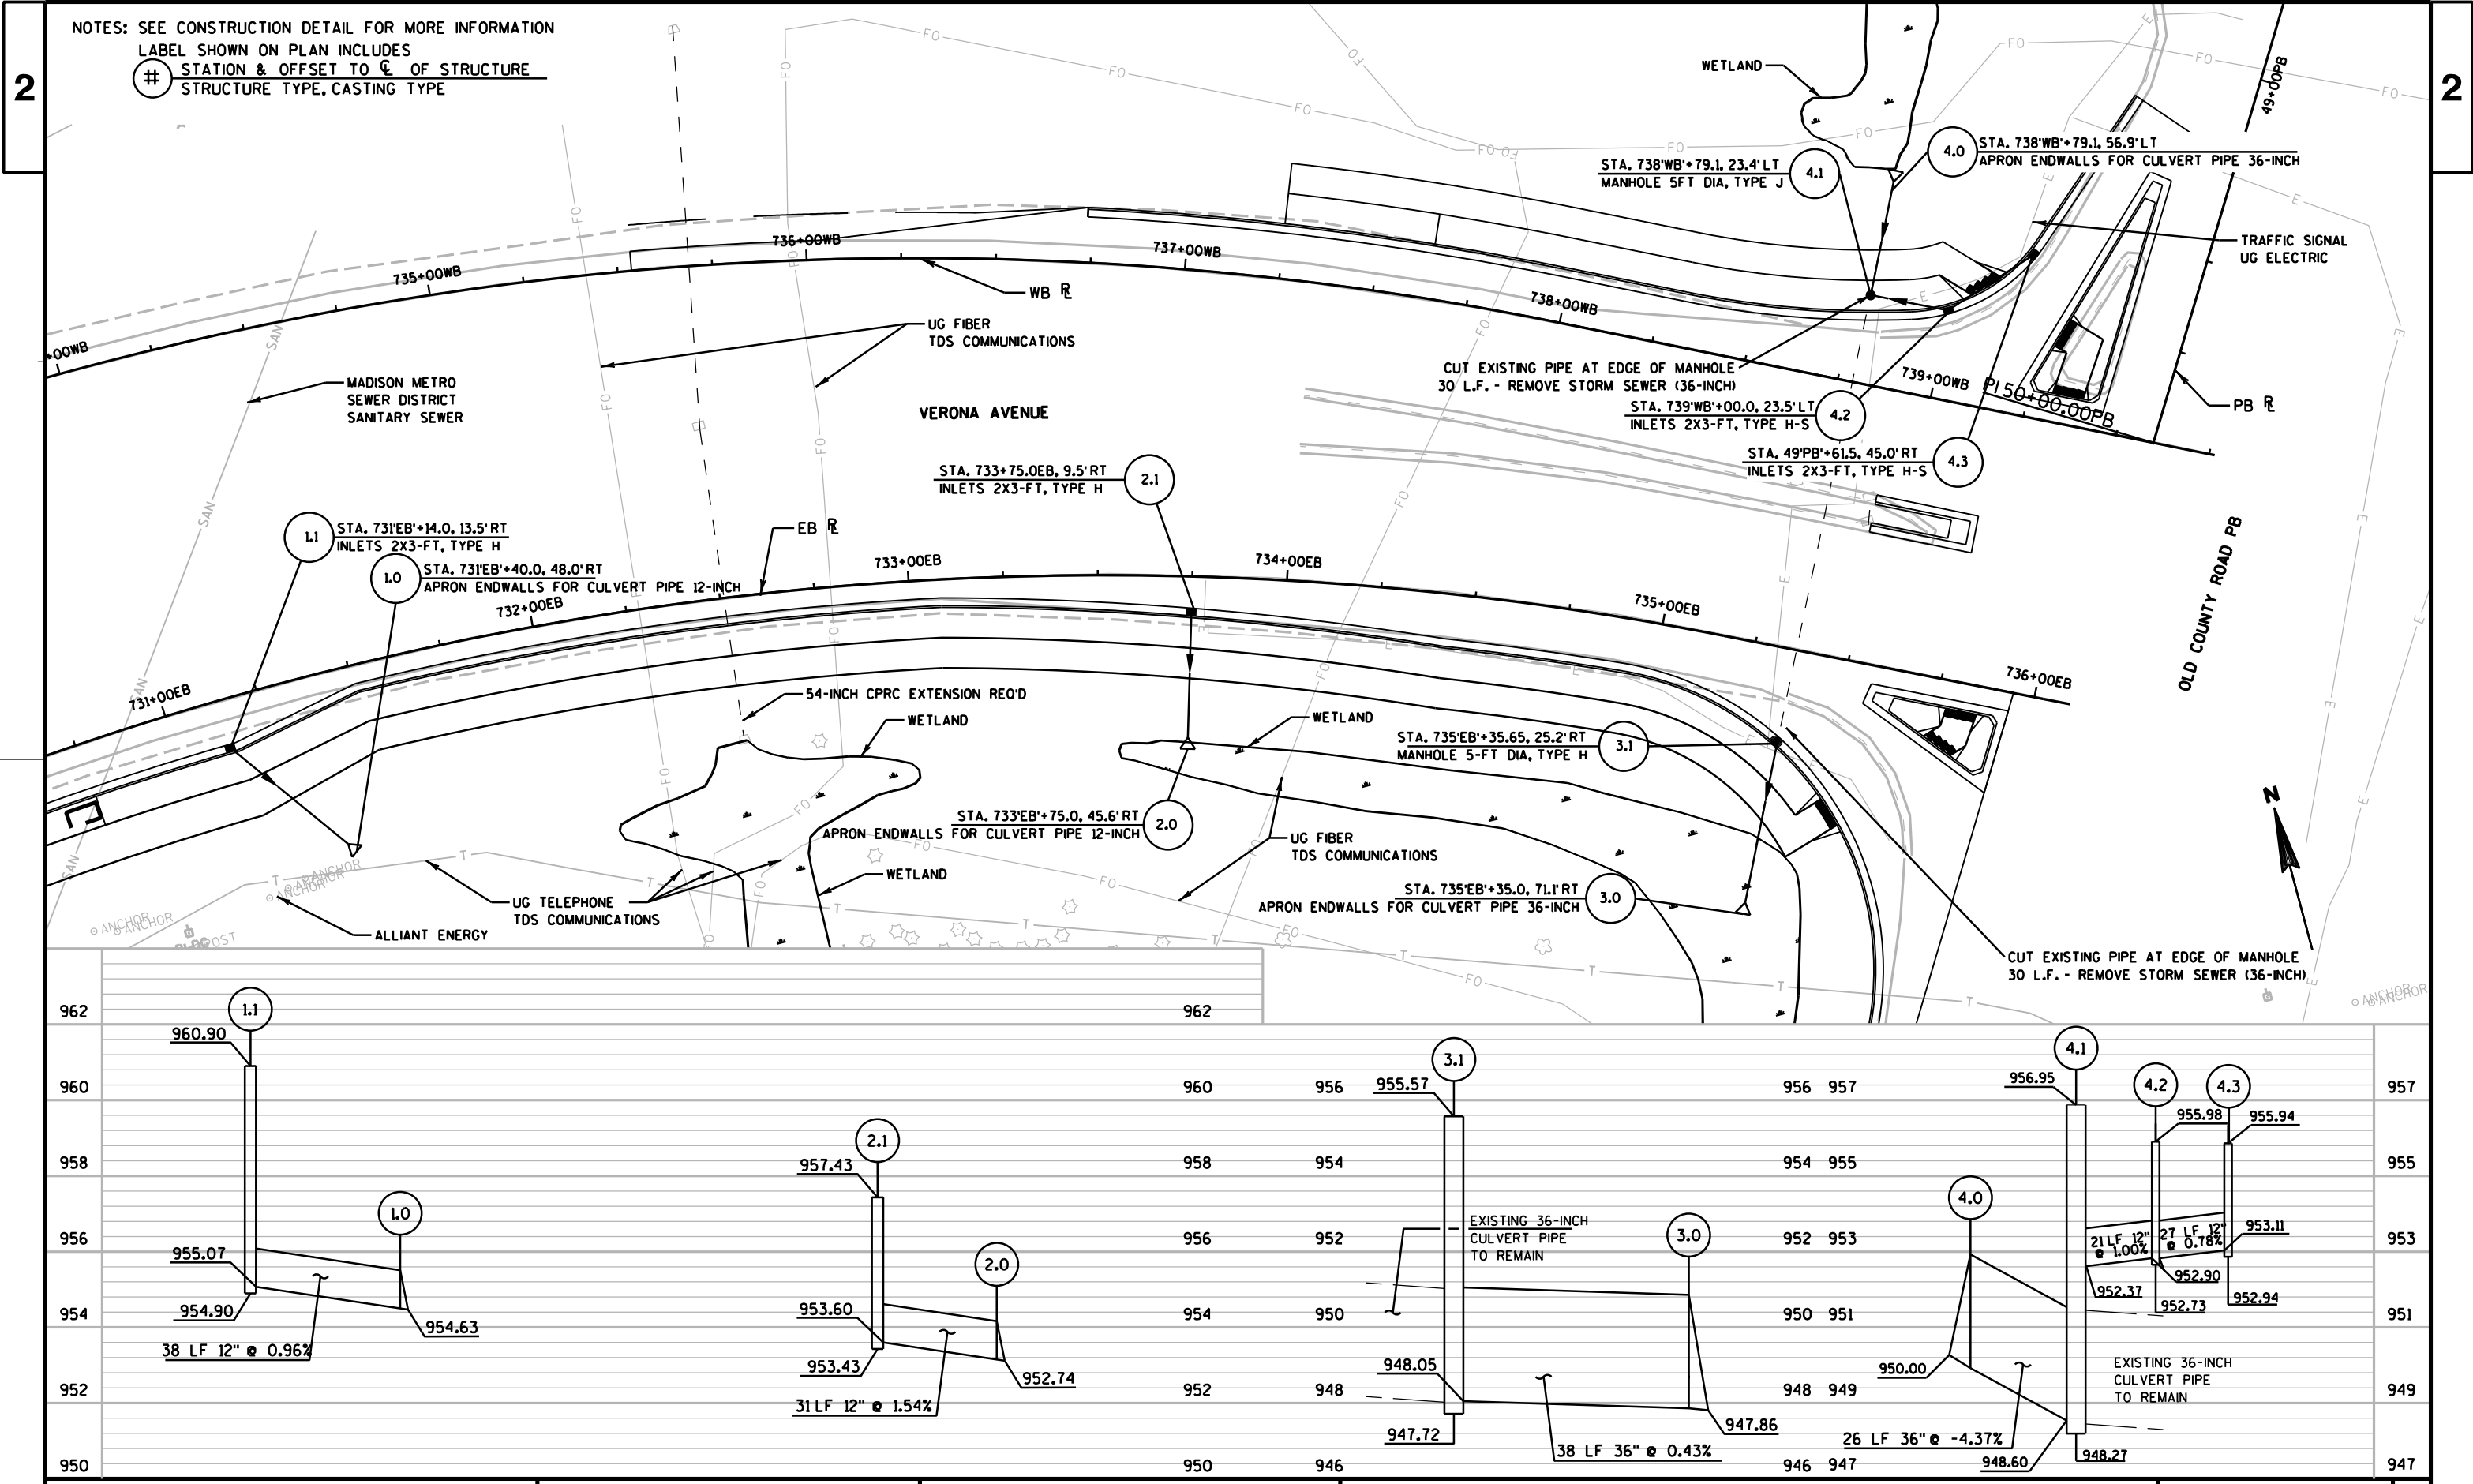 2
2
NOTES: SEE CONSTRUCTION DETAIL FOR MORE INFORMATION
LABEL SHOWN ON PLAN INCLUDES
# STATION & OFFSET TO ℄ OF STRUCTURE
STRUCTURE TYPE, CASTING TYPE
WETLAND
49+00PB
4.0 STA. 738'WB'+79.1, 56.9' LT
APRON ENDWALLS FOR CULVERT PIPE 36-INCH
STA. 738'WB'+79.1, 23.4' LT 4.1
MANHOLE 5FT DIA, TYPE J
TRAFFIC SIGNAL
UG ELECTRIC
+00WB
735+00WB
736+00WB
737+00WB
738+00WB
739+00WB
WB RL
UG FIBER
TDS COMMUNICATIONS
MADISON METRO
SEWER DISTRICT
SANITARY SEWER
VERONA AVENUE
CUT EXISTING PIPE AT EDGE OF MANHOLE
30 L.F. - REMOVE STORM SEWER (36-INCH)
STA. 739'WB'+00.0, 23.5' LT 4.2
INLETS 2X3-FT, TYPE H-S
PI 50+00.00PB
PB RL
STA. 49'PB'+61.5, 45.0' RT 4.3
INLETS 2X3-FT, TYPE H-S
STA. 733+75.0EB, 9.5' RT 2.1
INLETS 2X3-FT, TYPE H
1.1 STA. 731'EB'+14.0, 13.5' RT
INLETS 2X3-FT, TYPE H
1.0 STA. 731'EB'+40.0, 48.0' RT
APRON ENDWALLS FOR CULVERT PIPE 12-INCH
EB RL
731+00EB
732+00EB
733+00EB
734+00EB
735+00EB
736+00EB
OLD COUNTY ROAD PB
54-INCH CPRC EXTENSION REQ'D
WETLAND
WETLAND
STA. 735'EB'+35.65, 25.2' RT 3.1
MANHOLE 5-FT DIA, TYPE H
N
STA. 733'EB'+75.0, 45.6' RT 2.0
APRON ENDWALLS FOR CULVERT PIPE 12-INCH
UG FIBER
TDS COMMUNICATIONS
WETLAND
STA. 735'EB'+35.0, 71.1' RT 3.0
APRON ENDWALLS FOR CULVERT PIPE 36-INCH
UG TELEPHONE
TDS COMMUNICATIONS
ALLIANT ENERGY
CUT EXISTING PIPE AT EDGE OF MANHOLE
30 L.F. - REMOVE STORM SEWER (36-INCH)
SAN
SAN
SAN
SAN
FO
FO
FO
FO
FO
FO
FO
E
E
E
T
T
T
T
T
T
T
T
ANCHOR
ANCHOR
ANCHOR
ANCHOR
ANCHOR
ANCHOR
962
960
958
956
954
952
950
1.1
960.90
955.07
954.90
1.0
954.63
38 LF 12" @ 0.96%
2.1
957.43
953.60
953.43
2.0
952.74
31 LF 12" @ 1.54%
962
960
958
956
954
952
950
956
954
952
950
948
946
3.1
955.57
EXISTING 36-INCH
CULVERT PIPE
TO REMAIN
948.05
947.72
3.0
947.86
38 LF 36" @ 0.43%
956
954
952
950
948
946
957
955
953
951
949
947
4.1
956.95
4.0
950.00
26 LF 36" @ -4.37%
948.60
948.27
4.2
955.98
4.3
955.94
21 LF 12"
@ 1.00%
27 LF 12"
@ 0.78%
953.11
952.90
952.37
952.73
952.94
EXISTING 36-INCH
CULVERT PIPE
TO REMAIN
957
955
953
951
949
947